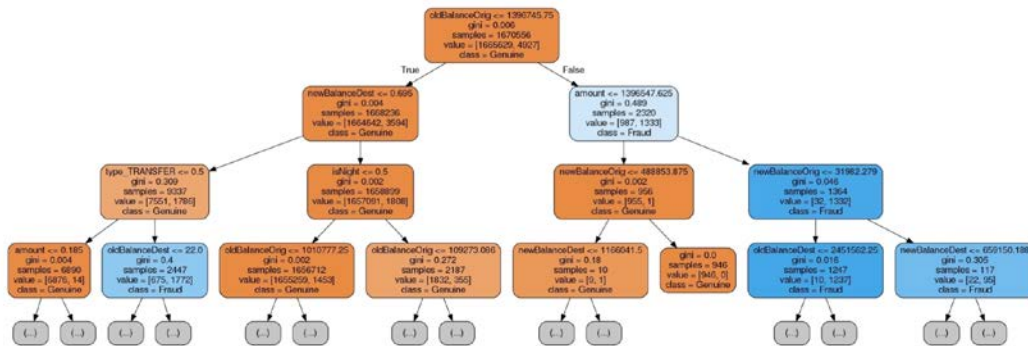 oldBalanceOrig <= 1396745.75
gini = 0.006
samples = 1670556
value = [1665629, 4927]
class = Genuine
True
False
newBalanceDest <= 0.695
gini = 0.004
samples = 1668236
value = [1664642, 3594]
class = Genuine
amount <= 1396547.625
gini = 0.489
samples = 2320
value = [987, 1333]
class = Fraud
type_TRANSFER <= 0.5
gini = 0.309
samples = 9337
value = [7551, 1786]
class = Genuine
isNight <= 0.5
gini = 0.002
samples = 1658899
value = [1657091, 1808]
class = Genuine
newBalanceOrig <= 488853.875
gini = 0.002
samples = 956
value = [955, 1]
class = Genuine
newBalanceOrig <= 31982.279
gini = 0.046
samples = 1364
value = [32, 1332]
class = Fraud
amount <= 0.185
gini = 0.004
samples = 6890
value = [6876, 14]
class = Genuine
oldBalanceDest <= 22.0
gini = 0.4
samples = 2447
value = [675, 1772]
class = Fraud
oldBalanceOrig <= 1010777.25
gini = 0.002
samples = 1656712
value = [1655259, 1453]
class = Genuine
oldBalanceOrig <= 109273.086
gini = 0.272
samples = 2187
value = [1832, 355]
class = Genuine
newBalanceDest <= 1166041.5
gini = 0.18
samples = 10
value = [9, 1]
class = Genuine
gini = 0.0
samples = 946
value = [946, 0]
class = Genuine
oldBalanceDest <= 2451562.25
gini = 0.016
samples = 1247
value = [10, 1237]
class = Fraud
newBalanceDest <=
gini = 0.305
samples = 117
value = [22, 95]
class = Fraud
(...)
(...)
(...)
(...)
(...)
(...)
(...)
(...)
(...)
(...)
(...)
(...)
(...)
(...)